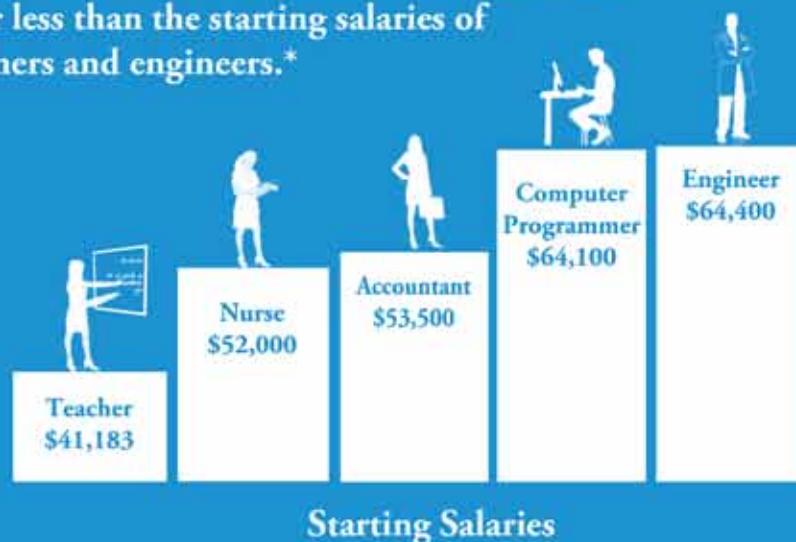 less than the starting salaries of
and engineers.*
Teacher
$41,183
Nurse
$52,000
Accountant
$53,500
Computer
Programmer
$64,100
Engineer
$64,400
Starting Salaries